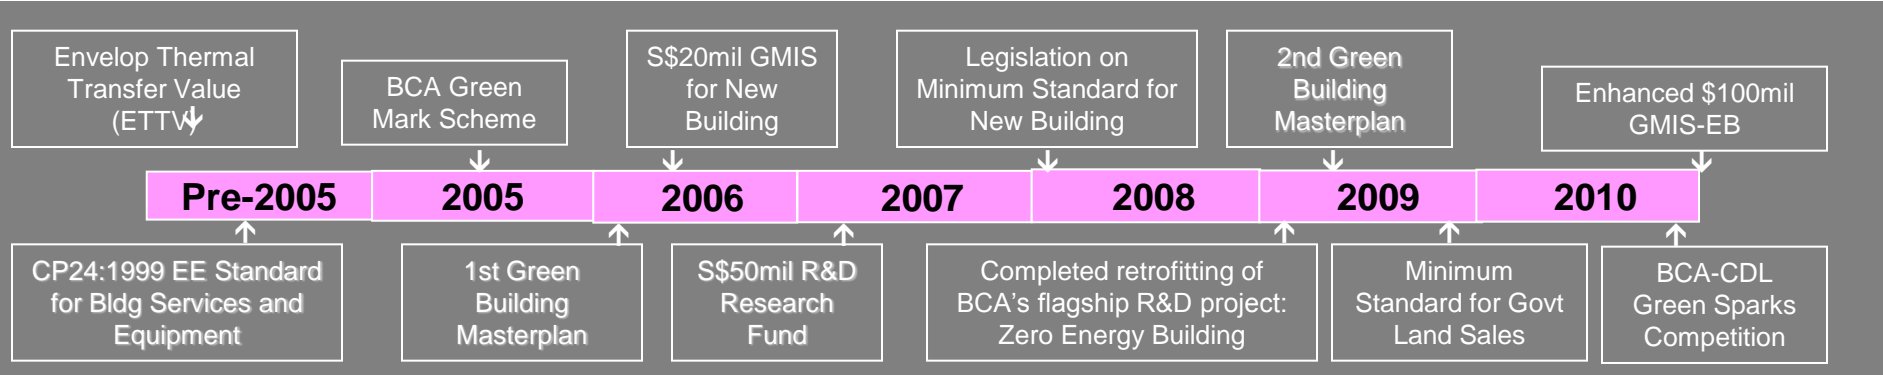 Envelop Thermal
Transfer Value
(ETTV)
BCA Green
Mark Scheme
S$20mil GMIS
for New
Building
Legislation on
Minimum Standard for
New Building
2nd Green
Building
Masterplan
Enhanced $100mil
GMIS-EB
Pre-2005
2005
2006
2007
2008
2009
2010
CP24:1999 EE Standard
for Bldg Services and
Equipment
1st Green
Building
Masterplan
S$50mil R&D
Research
Fund
Completed retrofitting of
BCA's flagship R&D project:
Zero Energy Building
Minimum
Standard for Govt
Land Sales
BCA-CDL
Green Sparks
Competition